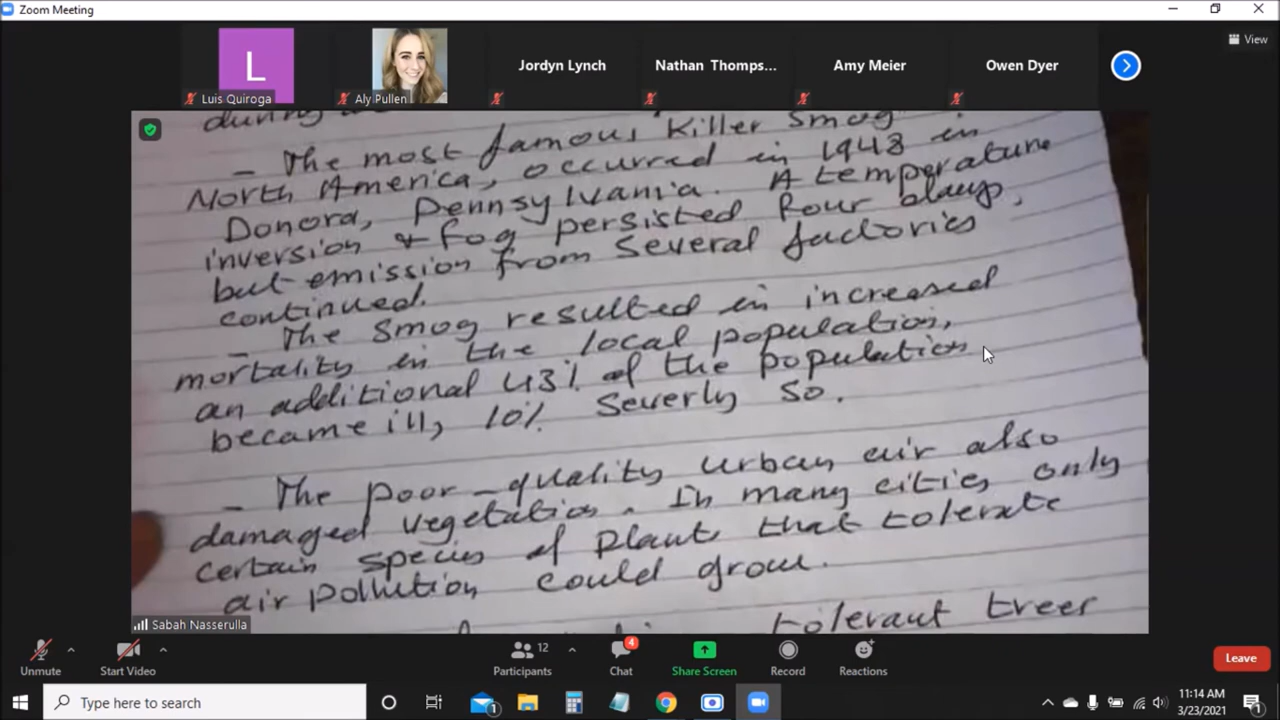 Zoom Meeting
View
L
Luis Quiroga
Aly Pullen
Jordyn Lynch
Nathan Thomps...
Amy Meier
Owen Dyer
during
- The most famous "Killer Smog" in
North America, occurred in 1948 in
Donora, Pennsylvania. A temperature
inversion & fog persisted four days,
but emission from several factories
continued.
- The smog resulted in increased
mortality in the local population,
an additional 43% of the population
became ill, 10% Severly so.
- The poor-quality urban air also
damaged vegetation. In many cities only
certain species of plants that tolerate
air pollution could grow.
tolerant trees
Sabah Nasserulla
Unmute
Start Video
Participants
12
Chat
4
Share Screen
Record
Reactions
Leave
Type here to search
1
11:14 AM
3/23/2021
1